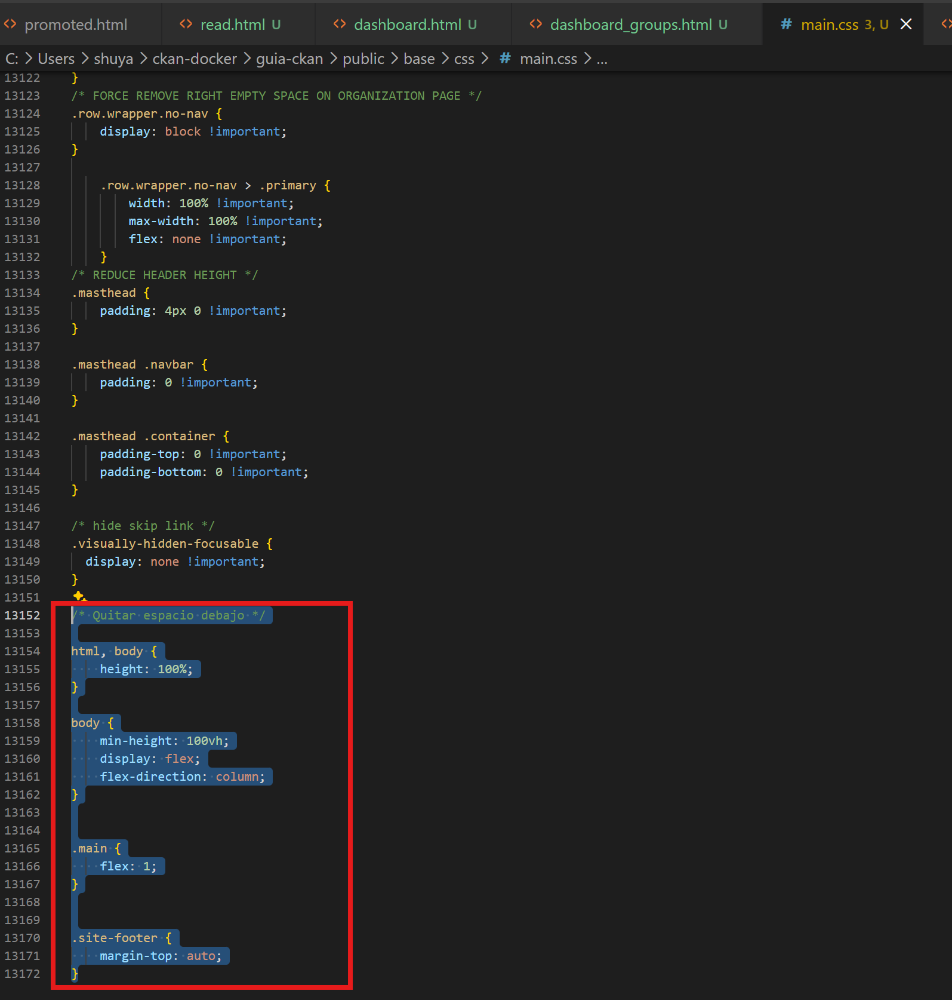 promoted.html read.html U dashboard.html U dashboard_groups.html U # main.css 3, U
C: > Users > shuya > ckan-docker > guia-ckan > public > base > css > # main.css > ...
13122 }
13123 /* FORCE REMOVE RIGHT EMPTY SPACE ON ORGANIZATION PAGE */
13124 .row.wrapper.no-nav {
13125 display: block !important;
13126 }
13127
13128 .row.wrapper.no-nav > .primary {
13129 width: 100% !important;
13130 max-width: 100% !important;
13131 flex: none !important;
13132 }
13133 /* REDUCE HEADER HEIGHT */
13134 .masthead {
13135 padding: 4px 0 !important;
13136 }
13137
13138 .masthead .navbar {
13139 padding: 0 !important;
13140 }
13141
13142 .masthead .container {
13143 padding-top: 0 !important;
13144 padding-bottom: 0 !important;
13145 }
13146
13147 /* hide skip link */
13148 .visually-hidden-focusable {
13149 display: none !important;
13150 }
13151
13152 /* Quitar espacio debajo */
13153
13154 html, body {
13155 height: 100%;
13156 }
13157
13158 body {
13159 min-height: 100vh;
13160 display: flex;
13161 flex-direction: column;
13162 }
13163
13164
13165 .main {
13166 flex: 1;
13167 }
13168
13169
13170 .site-footer {
13171 margin-top: auto;
13172 }